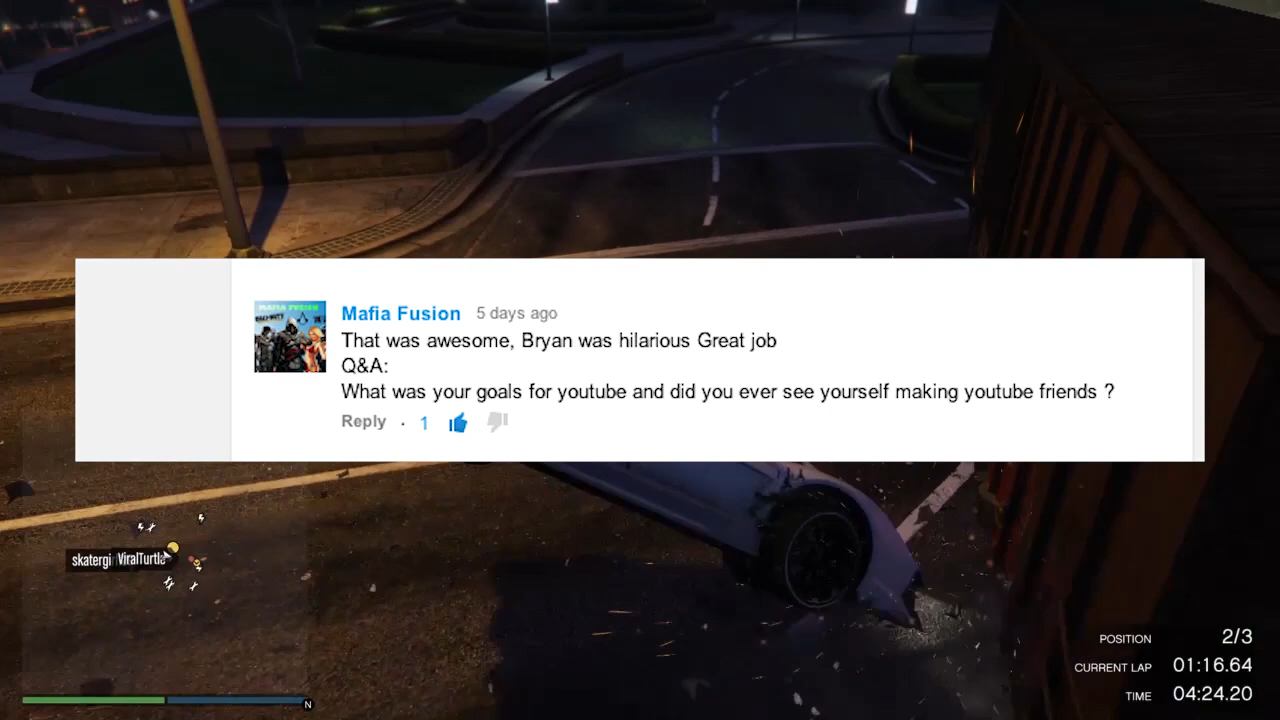 Mafia Fusion 5 days ago
That was awesome, Bryan was hilarious Great job
Q&A:
What was your goals for youtube and did you ever see yourself making youtube friends ?
Reply · 1
skatergi ViralTurtle
N
POSITION 2/3
CURRENT LAP 01:16.64
TIME 04:24.20